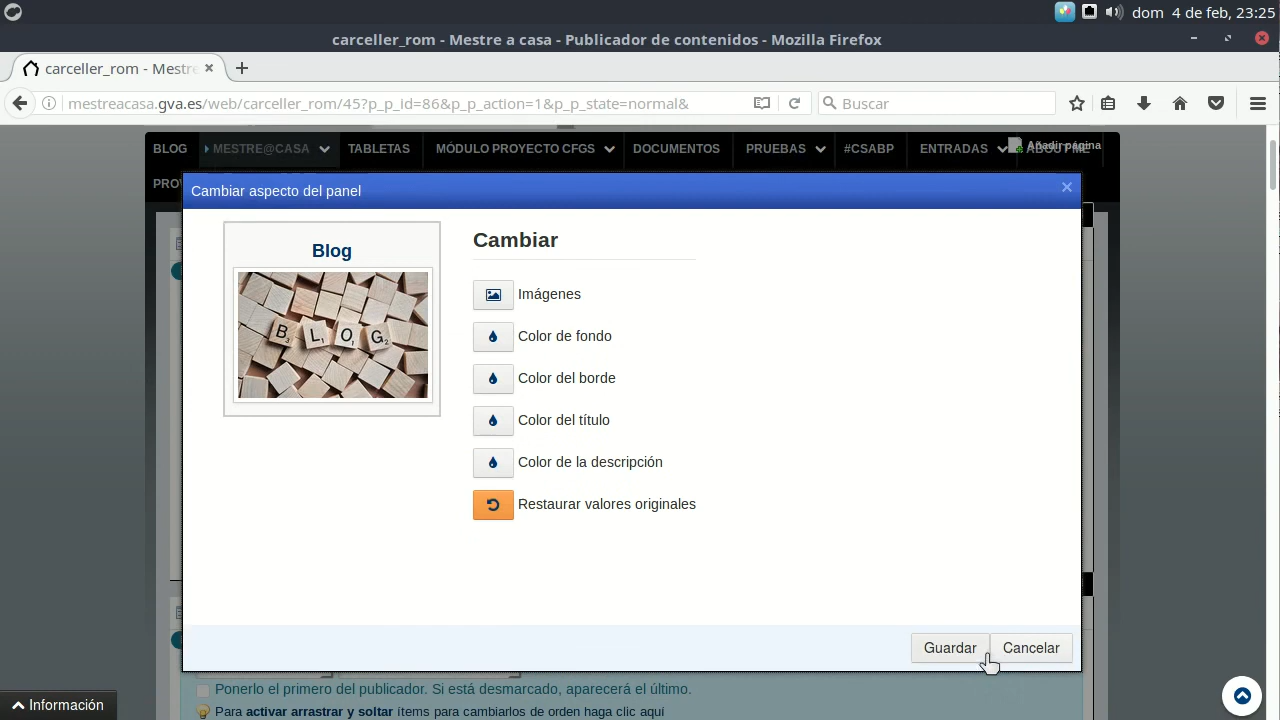 dom 4 de feb, 23:25
carceller_rom - Mestre a casa - Publicador de contenidos - Mozilla Firefox
carceller_rom - Mestre
mestreacasa.gva.es/web/carceller_rom/45?p_p_id=86&p_p_action=1&p_p_state=normal&
Buscar
BLOG MESTRE@CASA TABLETAS MÓDULO PROYECTO CFGS DOCUMENTOS PRUEBAS #CSABP ENTRADAS ABOUT ME
Añadir página
PRO
Cambiar aspecto del panel
Blog
B L O G
Cambiar
Imágenes
Color de fondo
Color del borde
Color del título
Color de la descripción
Restaurar valores originales
Guardar Cancelar
Ponerlo el primero del publicador. Si está desmarcado, aparecerá el último.
Para activar arrastrar y soltar ítems para cambiarlos de orden haga clic aquí
Información